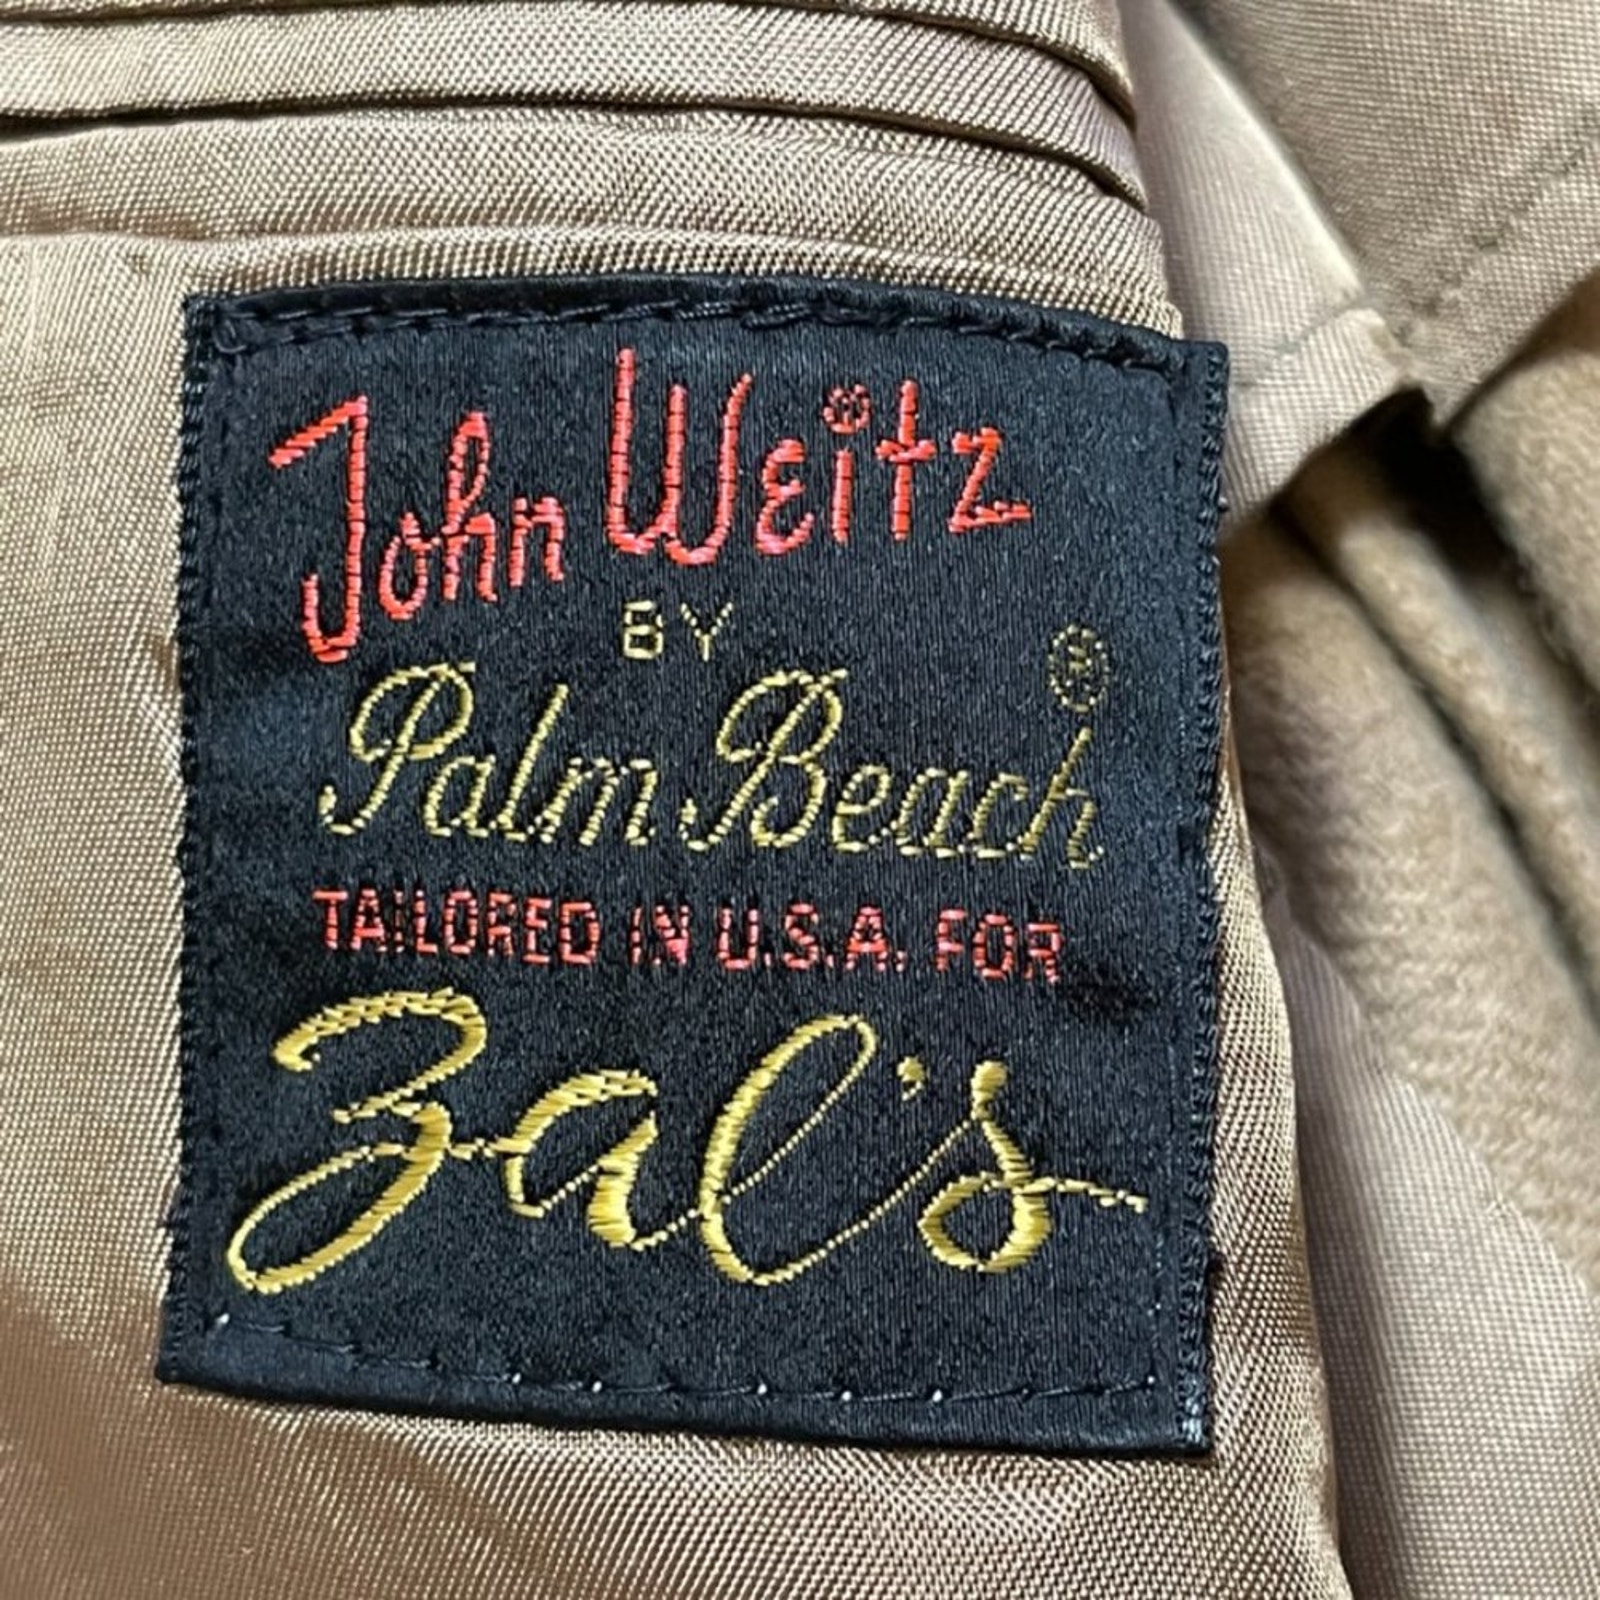 John Weitz®
BY
Palm Beach®
TAILORED IN U.S.A. FOR
Zal's